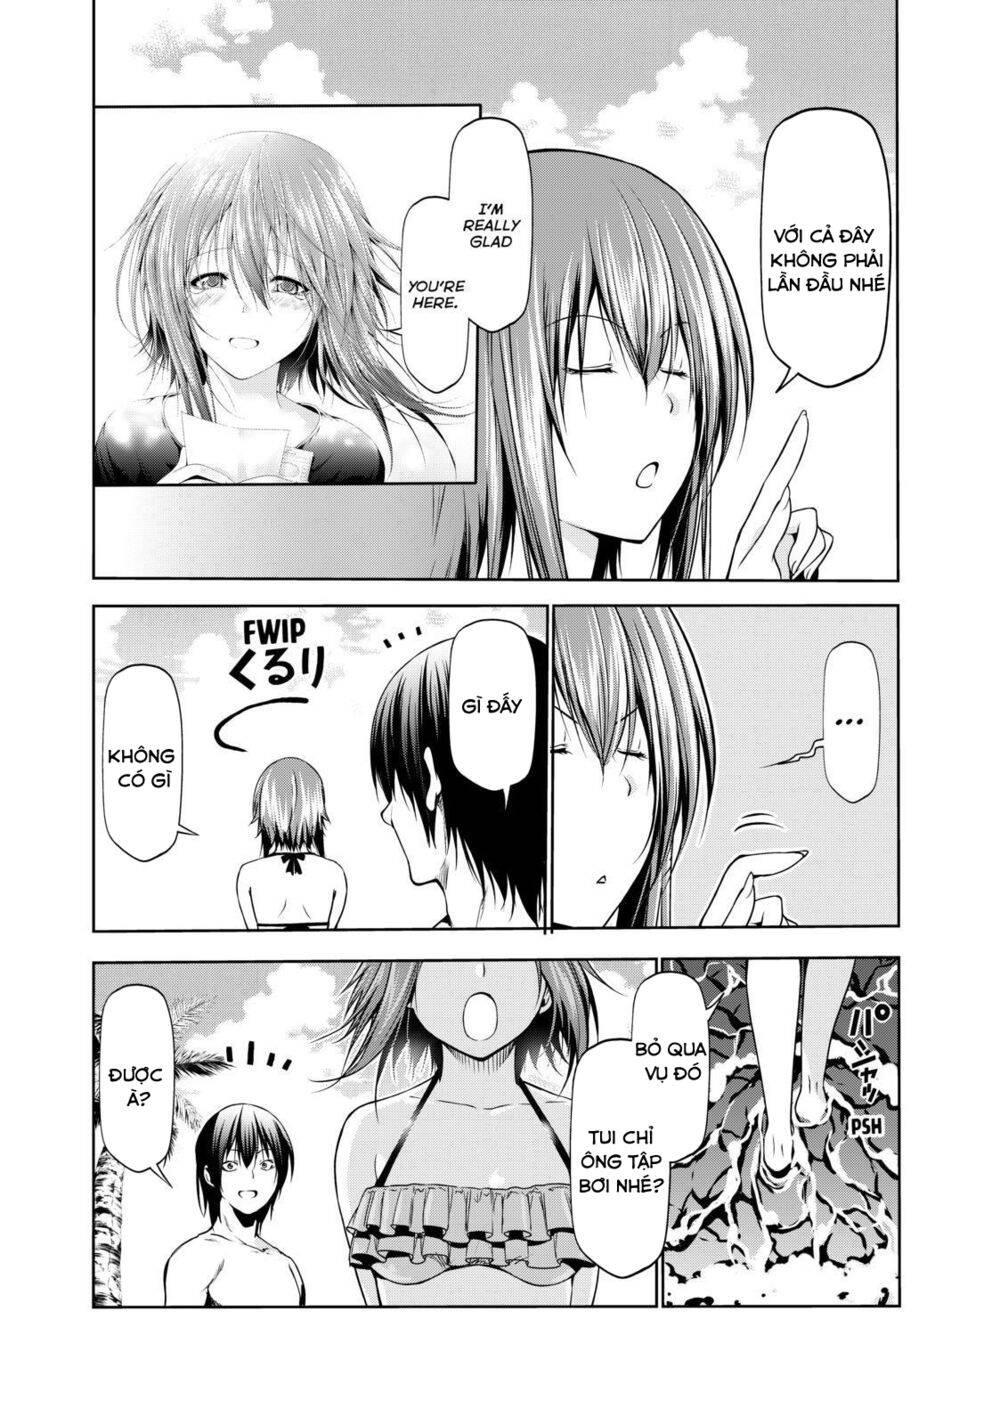 VỚI CẢ ĐÂY
KHÔNG PHẢI
LẦN ĐẦU NHÉ
I'M
REALLY
GLAD
YOU'RE
HERE.
...
GÌ ĐẤY
FWIP
くるり
KHÔNG
CÓ GÌ
パシャッ
PSH
BỎ QUA
VỤ ĐÓ
TUI CHỈ
ÔNG TẬP
BƠI NHÉ?
ĐƯỢC
À?